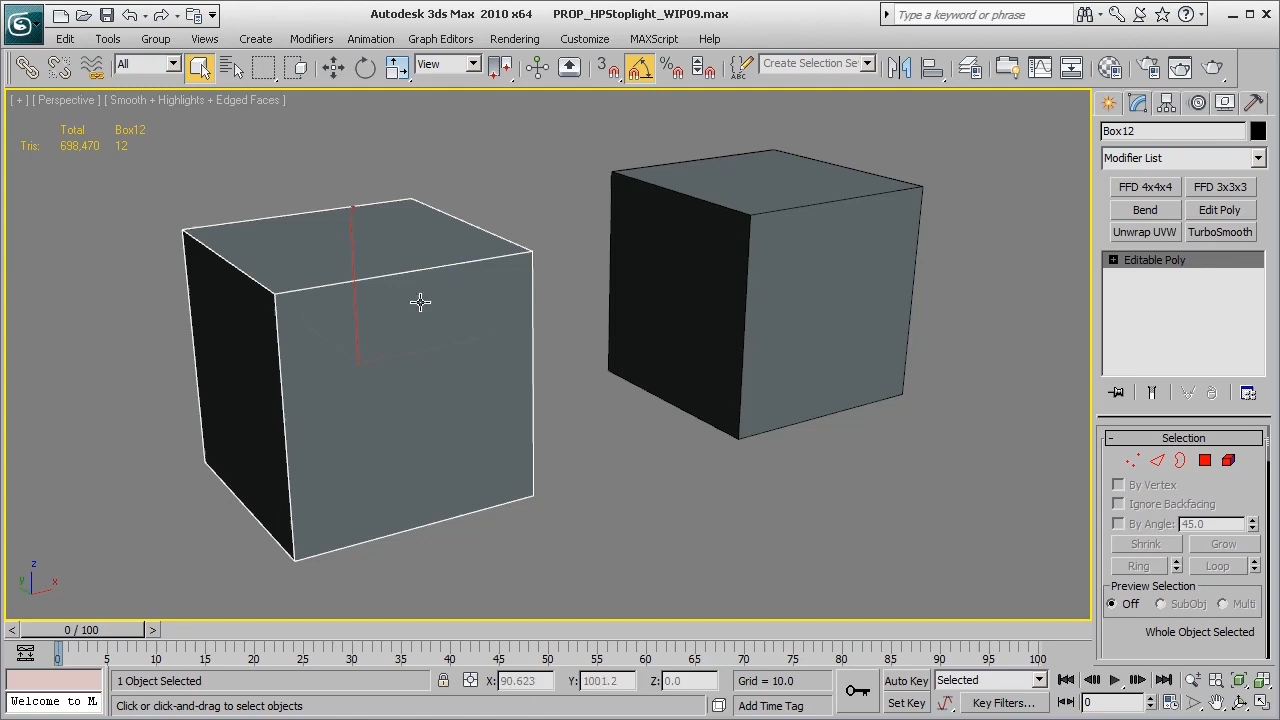 Autodesk 3ds Max 2010 x64 PROP_HPStoplight_WIP09.max
Type a keyword or phrase
Edit Tools Group Views Create Modifiers Animation Graph Editors Rendering Customize MAXScript Help
All View 3 % ABC Create Selection Se
[ + ] [ Perspective ] [ Smooth + Highlights + Edged Faces ]
Total Box12
Tris: 698,470 12
Box12
Modifier List
FFD 4x4x4 FFD 3x3x3
Bend Edit Poly
Unwrap UVW TurboSmooth
Editable Poly
- Selection
By Vertex
Ignore Backfacing
By Angle: 45.0
Shrink Grow
Ring Loop
Preview Selection
Off SubObj Multi
Whole Object Selected
z
y x
< 0 / 100 >
0 5 10 15 20 25 30 35 40 45 50 55 60 65 70 75 80 85 90 95 100
1 Object Selected X: 90.623 Y: 1001.2 Z: 0.0 Grid = 10.0 Auto Key Selected
Welcome to M Click or click-and-drag to select objects Add Time Tag Set Key Key Filters... 0